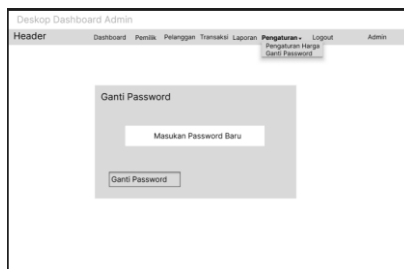 Deskop Dashboard Admin
Header Dashboard Pemilik Pelanggan Transaksi Laporan Pengaturan Logout Admin
Pengaturan Harga
Ganti Password
Ganti Password
Masukan Password Baru
Ganti Password